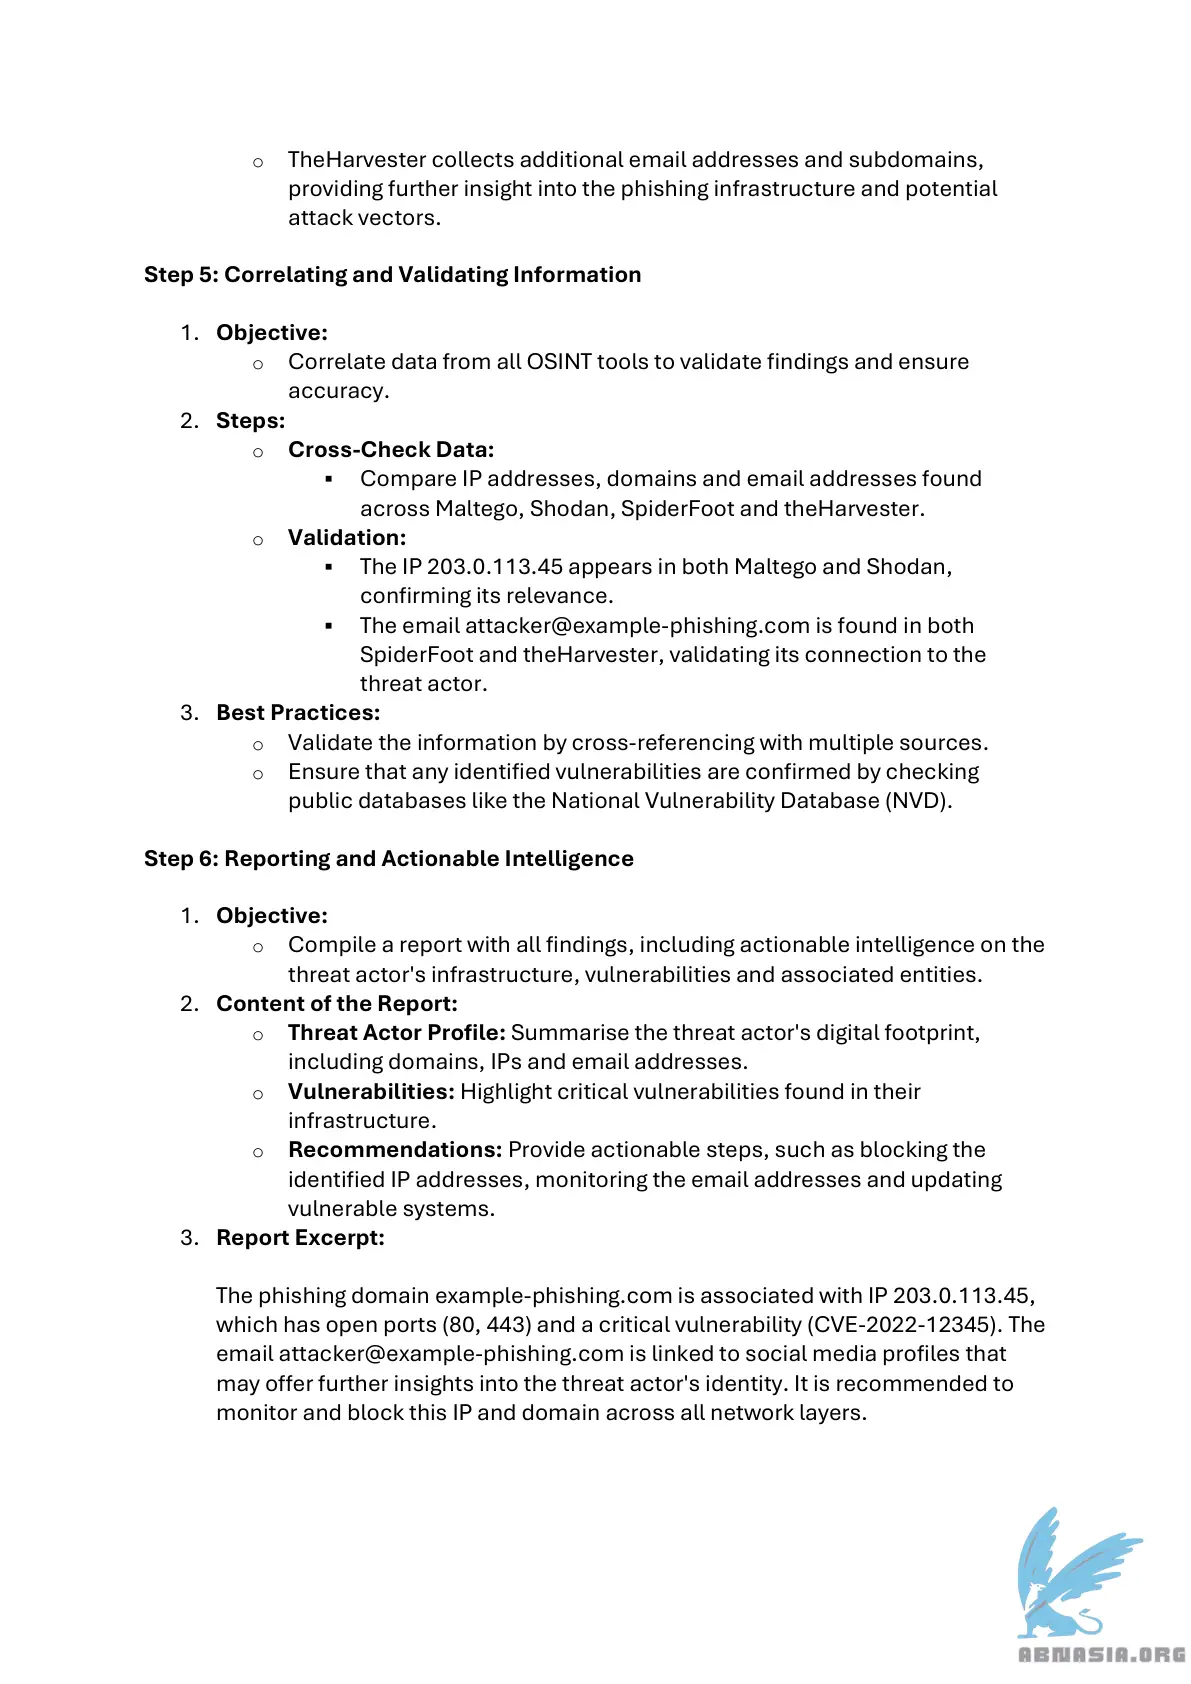 o TheHarvester collects additional email addresses and subdomains,
providing further insight into the phishing infrastructure and potential
attack vectors.
Step 5: Correlating and Validating Information
1. Objective:
o Correlate data from all OSINT tools to validate findings and ensure
accuracy.
2. Steps:
o Cross-Check Data:
▪ Compare IP addresses, domains and email addresses found
across Maltego, Shodan, SpiderFoot and theHarvester.
o Validation:
▪ The IP 203.0.113.45 appears in both Maltego and Shodan,
confirming its relevance.
▪ The email attacker@example-phishing.com is found in both
SpiderFoot and theHarvester, validating its connection to the
threat actor.
3. Best Practices:
o Validate the information by cross-referencing with multiple sources.
o Ensure that any identified vulnerabilities are confirmed by checking
public databases like the National Vulnerability Database (NVD).
Step 6: Reporting and Actionable Intelligence
1. Objective:
o Compile a report with all findings, including actionable intelligence on the
threat actor's infrastructure, vulnerabilities and associated entities.
2. Content of the Report:
o Threat Actor Profile: Summarise the threat actor's digital footprint,
including domains, IPs and email addresses.
o Vulnerabilities: Highlight critical vulnerabilities found in their
infrastructure.
o Recommendations: Provide actionable steps, such as blocking the
identified IP addresses, monitoring the email addresses and updating
vulnerable systems.
3. Report Excerpt:
The phishing domain example-phishing.com is associated with IP 203.0.113.45,
which has open ports (80, 443) and a critical vulnerability (CVE-2022-12345). The
email attacker@example-phishing.com is linked to social media profiles that
may offer further insights into the threat actor's identity. It is recommended to
monitor and block this IP and domain across all network layers.
ABNASIA.ORG